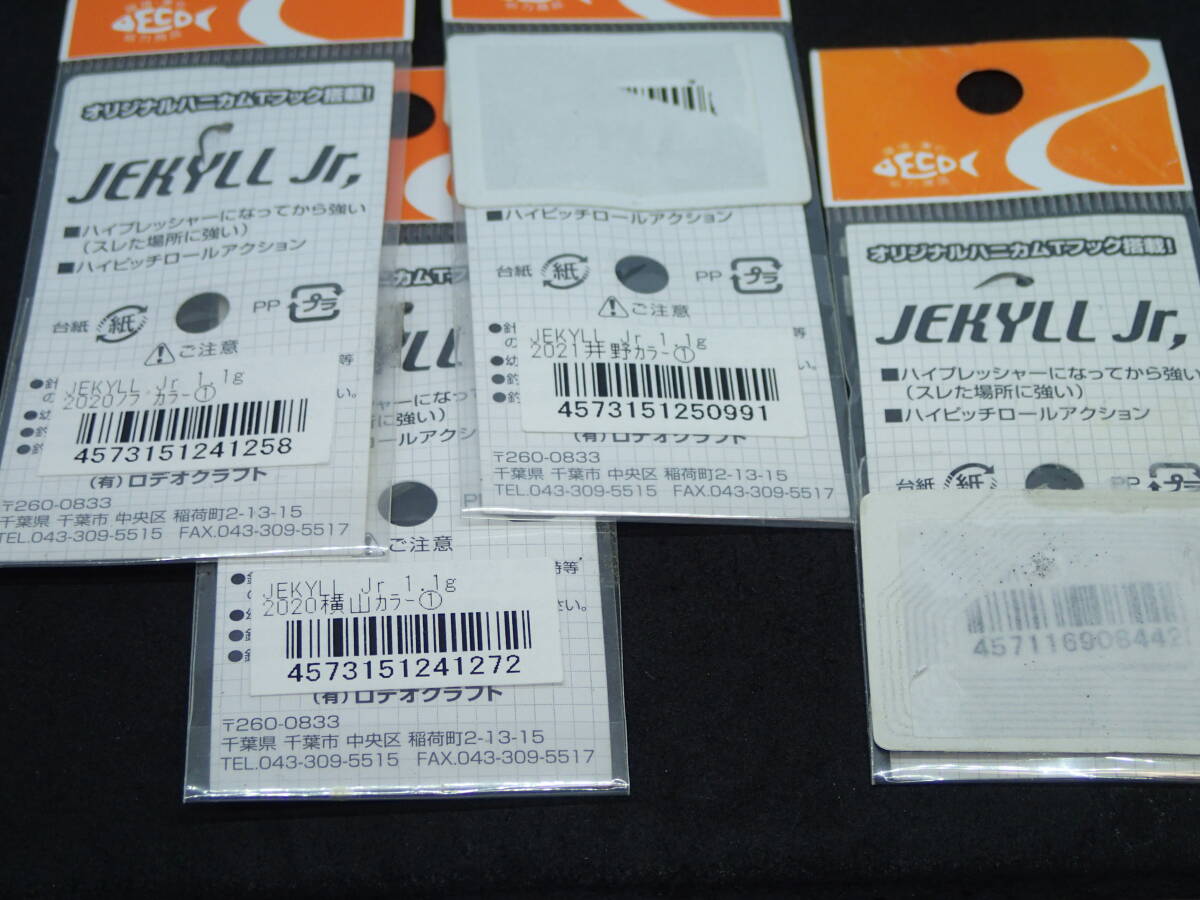 ECO
オリジナルハニカムTフック搭載!
JEKYLL Jr,
■ハイプレッシャーになってから強い
(スレた場所に強い)
■ハイピッチロールアクション
台紙 紙 PP プラ
ご注意
JEKYLL Jr 1.1g
カラー①
4573151241258
(有)ロデオクラフト
〒260-0833
千葉県 千葉市 中央区 稲荷町2-13-15
TEL.043-309-5515 FAX.043-309-5517
ご注意
JEKYLL Jr 1.1g
2020横山カラー①
4573151241272
(有)ロデオクラフト
〒260-0833
千葉県 千葉市 中央区 稲荷町2-13-15
TEL.043-309-5515 FAX.043-309-5517
■ハイピッチロールアクション
台紙 紙 PP プラ
ご注意
JEKYLL Jr 1.1g
2021井野カラー①
4573151250991
(有)ロデオクラフト
〒260-0833
千葉県 千葉市 中央区 稲荷町2-13-15
TEL.043-309-5515 FAX.043-309-5517
ECO
オリジナルハニカムTフック搭載!
JEKYLL Jr,
■ハイプレッシャーになってから強い
(スレた場所に強い)
■ハイピッチロールアクション
台紙 紙 PP プラ
457116908442